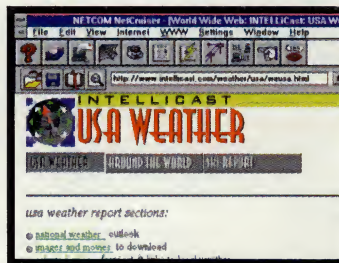 NETCOM NetCruiser - [World Wide Web: INTELLiCast: USA W
File Edit View Internet WWW Settings Window Help
http://www.intellicast.com/weather/usa/
INTELLICAST
USA WEATHER
USA WEATHER AROUND THE WORLD SKI REPORT
usa weather report sections:
national weather outlook
images and movies to download